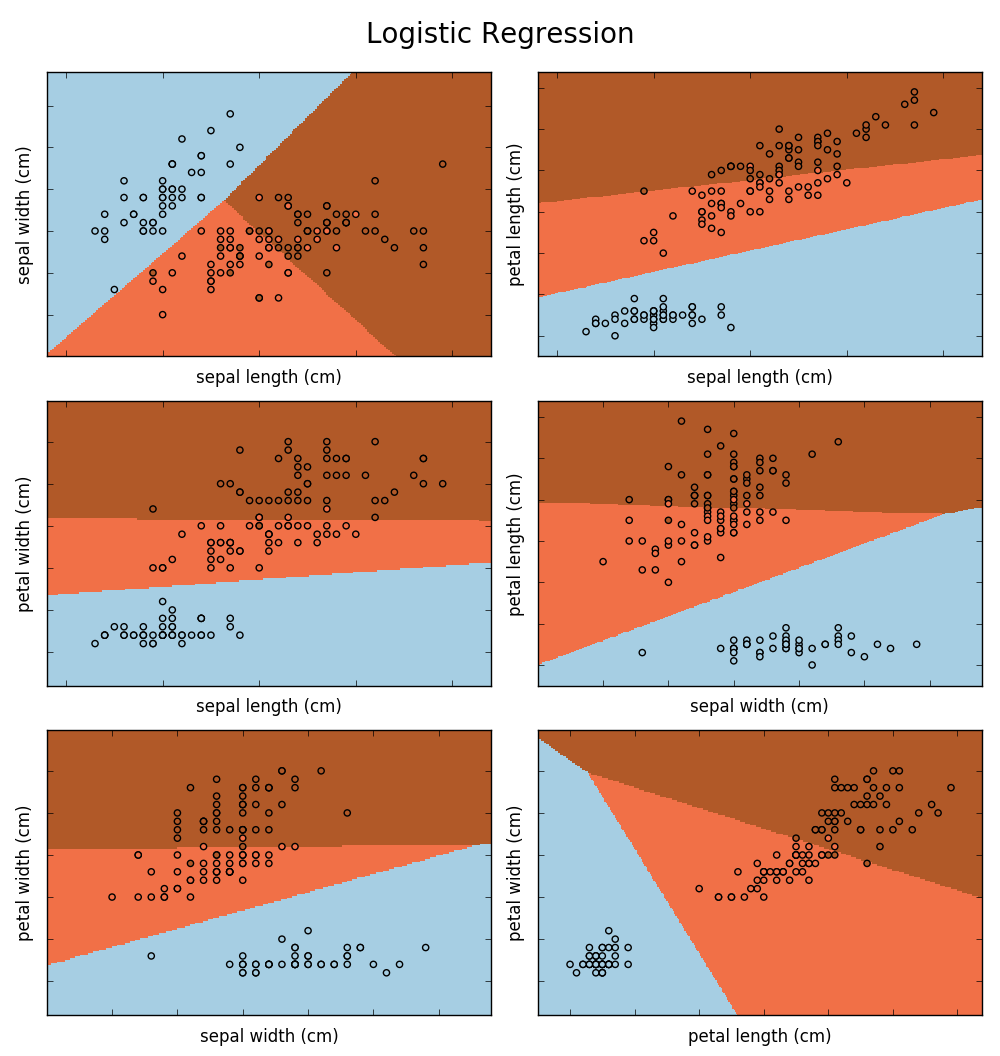 Logistic Regression
sepal width (cm)
sepal length (cm)
petal length (cm)
sepal length (cm)
petal width (cm)
sepal length (cm)
petal length (cm)
sepal width (cm)
petal width (cm)
sepal width (cm)
petal width (cm)
petal length (cm)